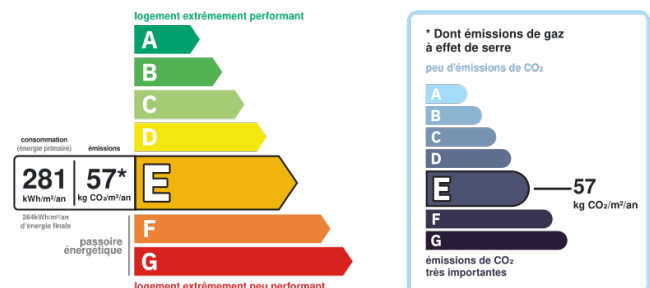 logement extrêmement performant
A
B
C
D
consommation
(énergie primaire)
émissions
281
kWh/m²/an
57*
kg CO₂/m²/an
E
264kWh/m²/an
d'énergie finale
F
G
passoire
énergétique
logement extrêmement peu performant
* Dont émissions de gaz
à effet de serre
peu d'émissions de CO₂
A
B
C
D
E
57
kg CO₂/m²/an
F
G
émissions de CO₂
très importantes